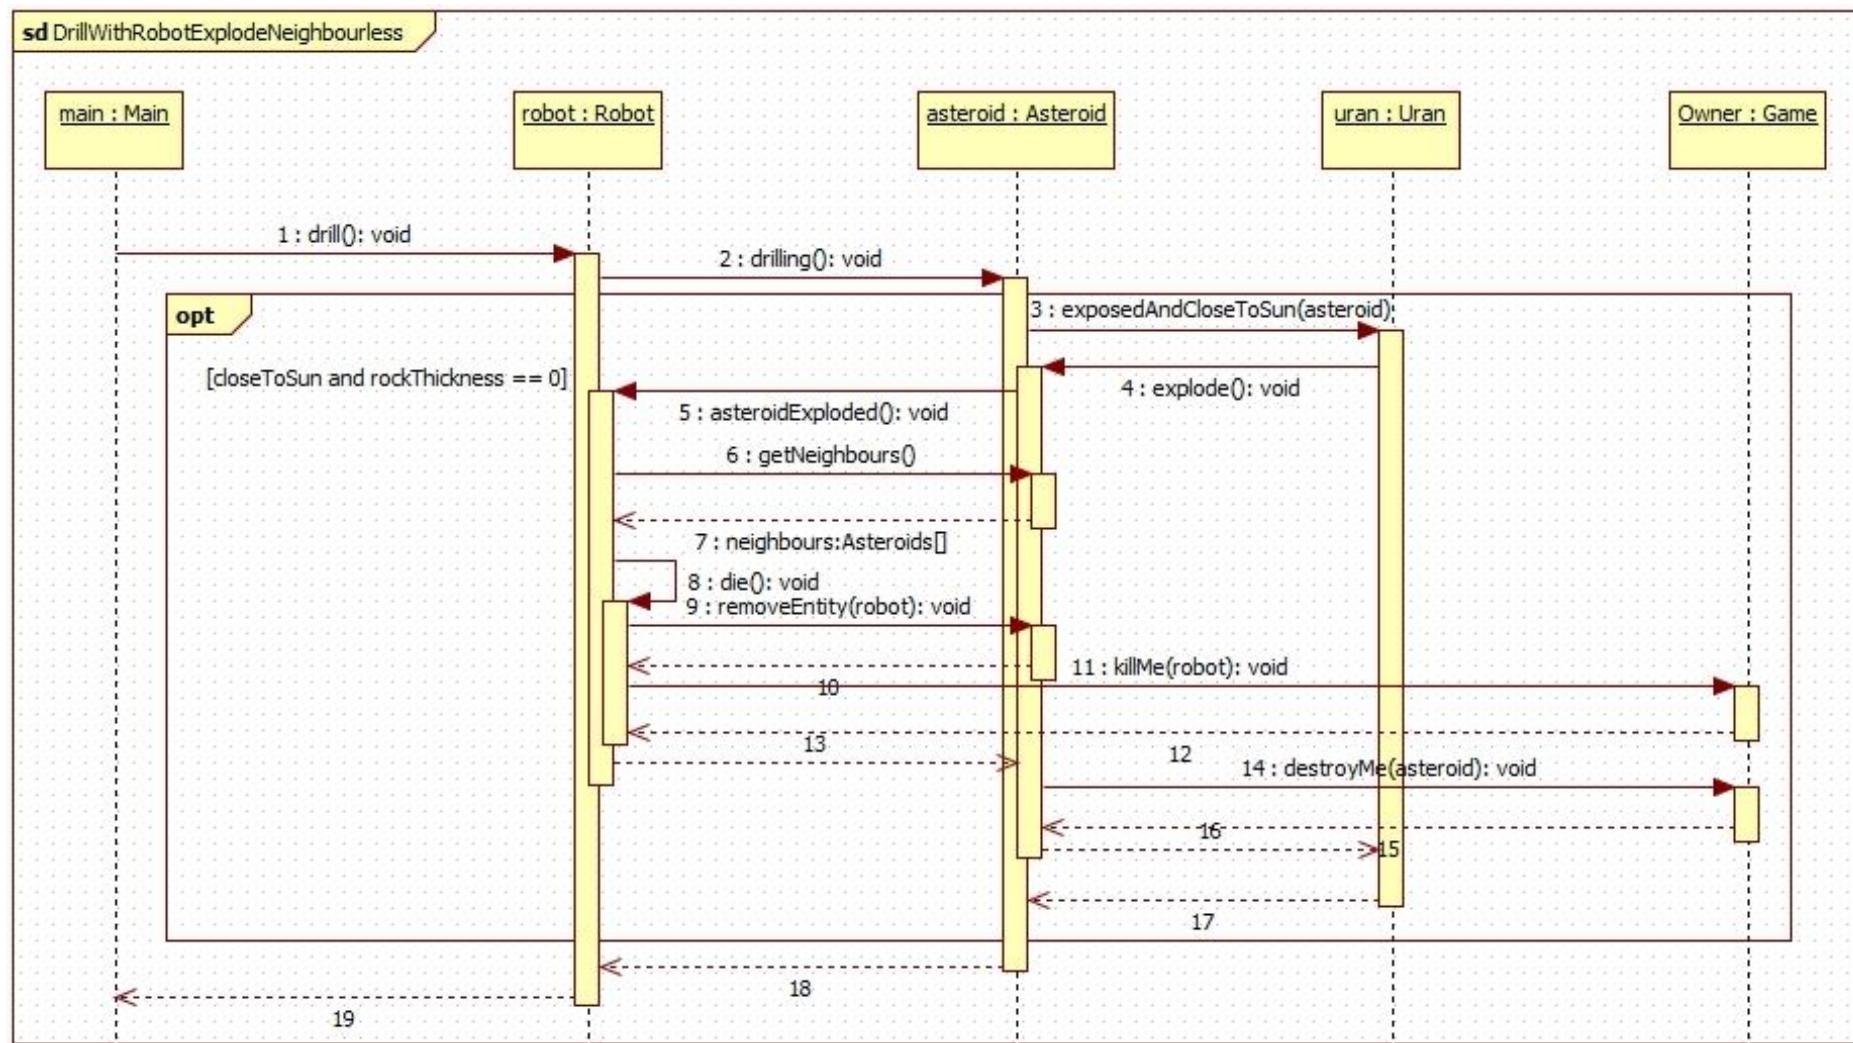 sd DrillWithRobotExplodeNeighbourless
main : Main
robot : Robot
asteroid : Asteroid
uran : Uran
Owner : Game
1 : drill(): void
2 : drilling(): void
opt
3 : exposedAndCloseToSun(asteroid)
[closeToSun and rockThickness == 0]
4 : explode(): void
5 : asteroidExploded(): void
6 : getNeighbours()
7 : neighbours:Asteroids[]
8 : die(): void
9 : removeEntity(robot): void
11 : killMe(robot): void
10
13
12
14 : destroyMe(asteroid): void
16
15
17
18
19